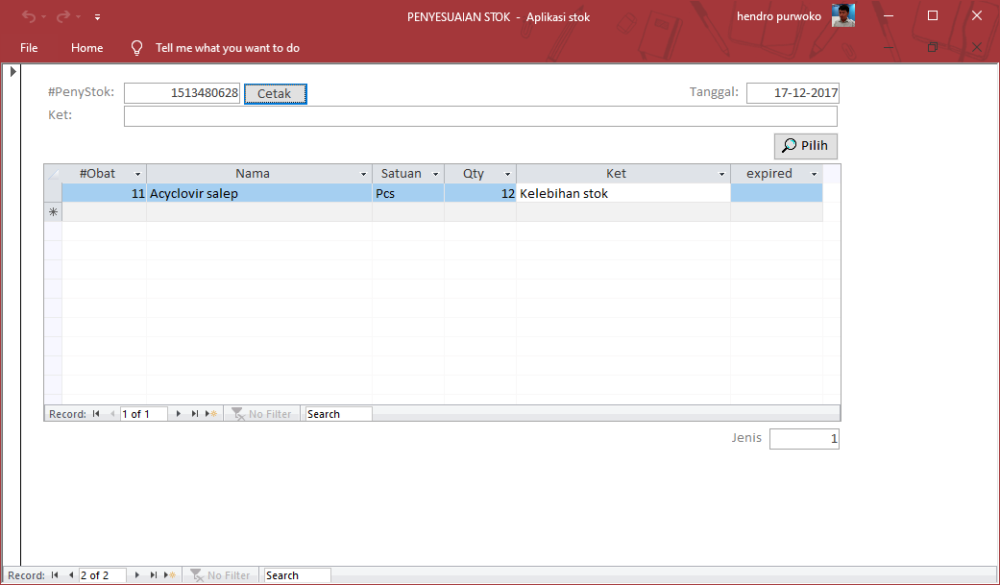 PENYESUAIAN STOK - Aplikasi stok
hendro purwoko
File Home Tell me what you want to do
#PenyStok: 1513480628 Cetak Tanggal: 17-12-2017
Ket:
Pilih
#Obat Nama Satuan Qty Ket expired
11 Acyclovir salep Pcs 12 Kelebihan stok
Record: 1 of 1 No Filter Search
Jenis 1
Record: 2 of 2 No Filter Search